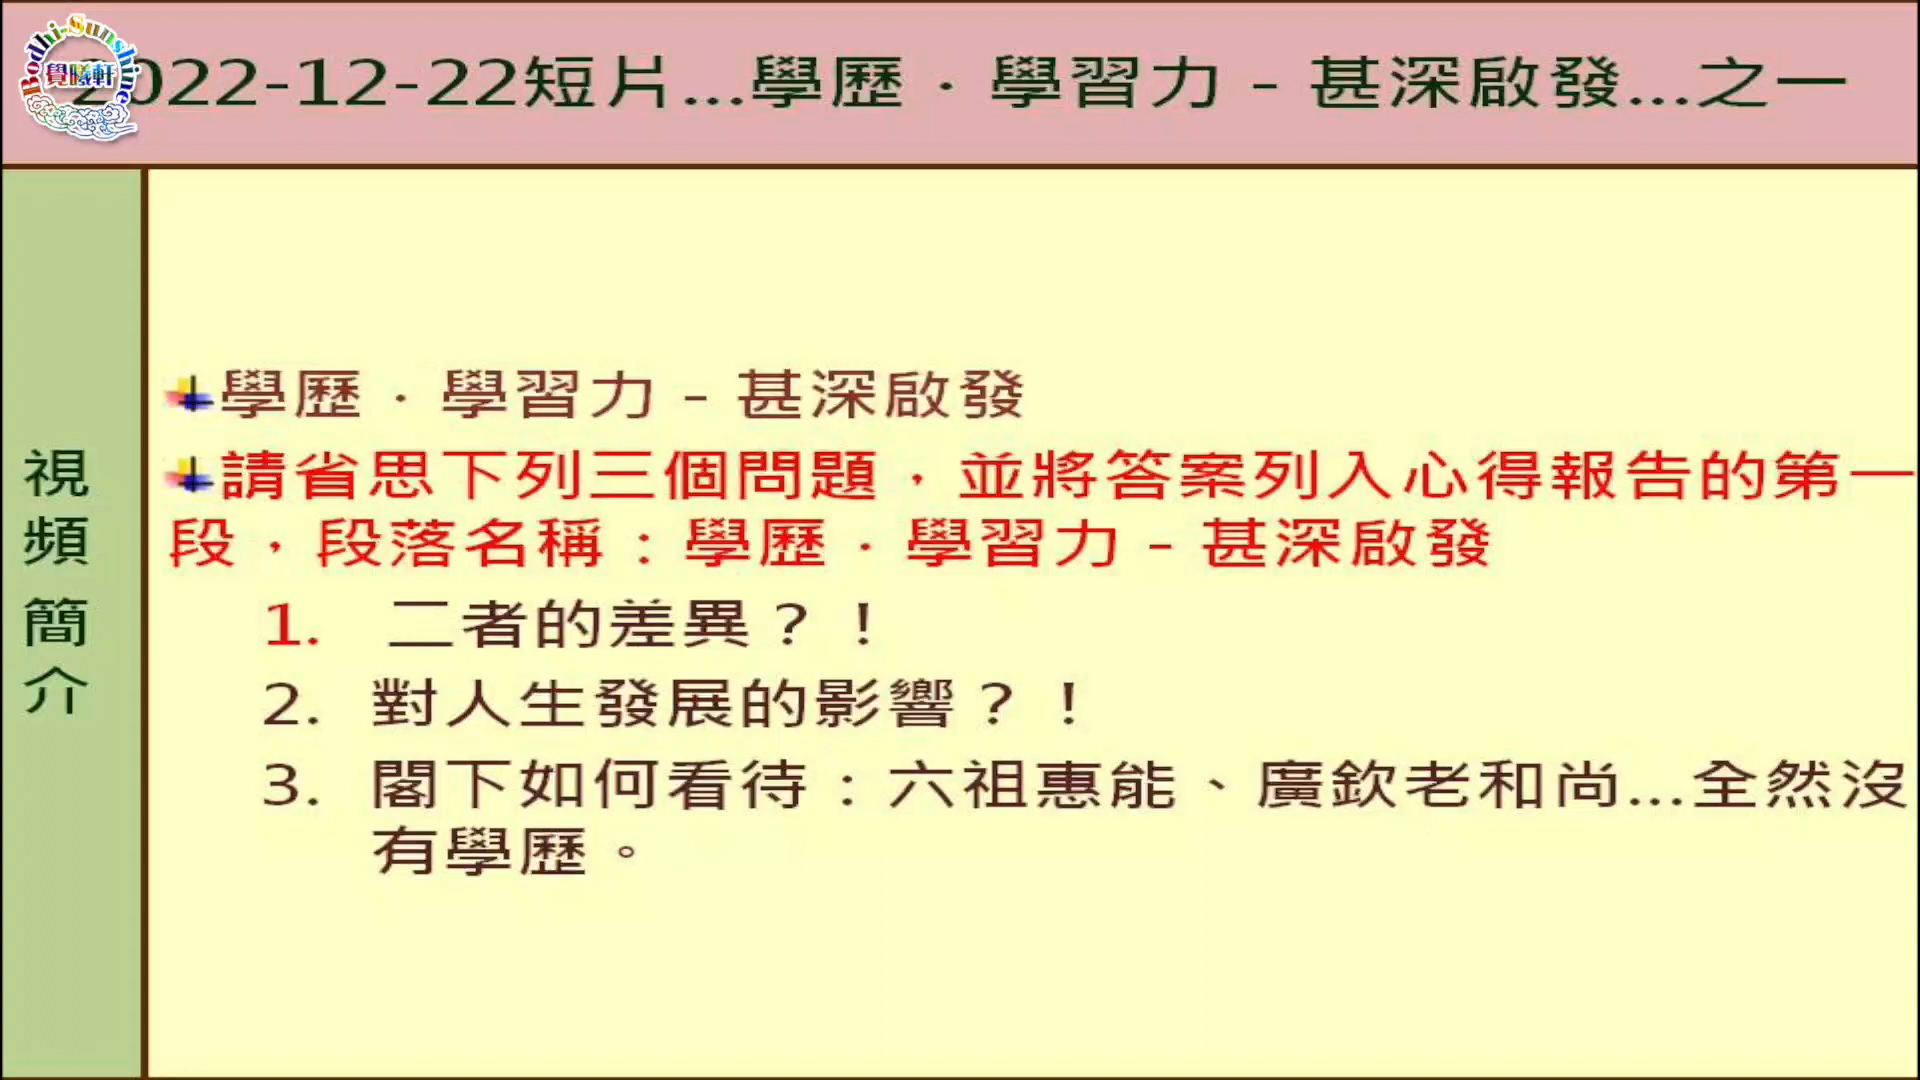 Bodhi-Sunshine
覺曦軒
2022-12-22短片...學歷．學習力－甚深啟發...之一
視頻簡介
學歷．學習力－甚深啟發
請省思下列三個問題，並將答案列入心得報告的第一
段，段落名稱：學歷．學習力－甚深啟發
1. 二者的差異？！
2. 對人生發展的影響？！
3. 閣下如何看待：六祖惠能、廣欽老和尚...全然沒
有學歷。